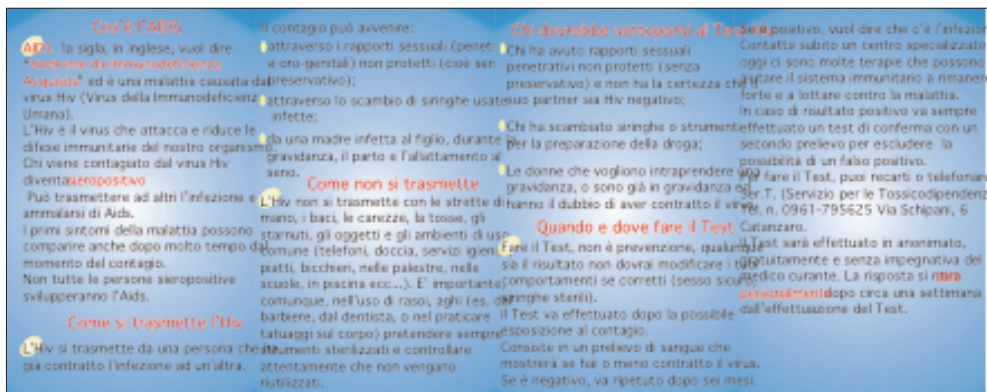 Cos'è l'AIDS
AIDS la sigla, in inglese, vuol dire
"Sindrome da Immunodeficienza
Acquisita" ed è una malattia causata dal
virus Hiv (Virus della Immunodeficienza
Umana).
L'Hiv è il virus che attacca e riduce le
difese immunitarie del nostro organismo.
Chi viene contagiato dal virus Hiv
diventa sieropositivo
Può trasmettere ad altri l'infezione e
ammalarsi di Aids.
I primi sintomi della malattia possono
comparire anche dopo molto tempo dal
momento del contagio.
Non tutte le persone sieropositive
svilupperanno l'Aids.
Come si trasmette l'Hiv
L'Hiv si trasmette da una persona che
già contratto l'infezione ad un'altra.
Il contagio può avvenire:
attraverso i rapporti sessuali (penet
e oro-genitali) non protetti (cioè sen
preservativo);
attraverso lo scambio di siringhe usate
infette;
da una madre infetta al figlio, durante
gravidanza, il parto e l'allattamento al
seno.
Come non si trasmette
L'Hiv non si trasmette con le strette di
mano, i baci, le carezze, la tosse, gli
starnuti, gli oggetti e gli ambienti di uso
comune (telefoni, doccia, servizi igien
piatti, bicchieri, nelle palestre, nelle
scuole, in piscina ecc...). E' importante,
comunque, nell'uso di rasoi, aghi (es. dal
barbiere, dal dentista, o nel praticare
tatuaggi sul corpo) pretendere sempre
strumenti sterilizzati e controllare
attentamente che non vengano
riutilizzati.
Chi dovrebbe sottoporsi al Test
Chi ha avuto rapporti sessuali
penetrativi non protetti (senza
preservativo) e non ha la certezza che il
suo partner sia Hiv negativo;
Chi ha scambiato siringhe o strumenti
per la preparazione della droga;
Le donne che vogliono intraprendere una
gravidanza, o sono già in gravidanza ed
hanno il dubbio di aver contratto il virus.
Quando e dove fare il Test
Fare il Test, non è prevenzione, qualunque
sia il risultato non dovrai modificare i tuoi
comportamenti se corretti (sesso sicuro,
siringhe sterili).
Il Test va effettuato dopo la possibile
esposizione al contagio.
Consiste in un prelievo di sangue che
mostrerà se hai o meno contratto il virus.
Se è negativo, va ripetuto dopo sei mesi.
Se è positivo, vuol dire che c'è l'infezion
Contatta subito un centro specializzato
oggi ci sono molte terapie che possono
aiutare il sistema immunitario a rimanere
forte e a lottare contro la malattia.
In caso di risultato positivo va sempre
effettuato un test di conferma con un
secondo prelievo per escludere la
possibilità di un falso positivo.
Per fare il Test, puoi recarti o telefonare
Ser.T. (Servizio per le Tossicodipendenz
Tel. n. 0961-795625 Via Schipani, 6
Catanzaro.
Il Test sarà effettuato in anonimato,
gratuitamente e senza impegnativa del
medico curante. La risposta si ritira
personalmente dopo circa una settimana
dall'effettuazione del Test.